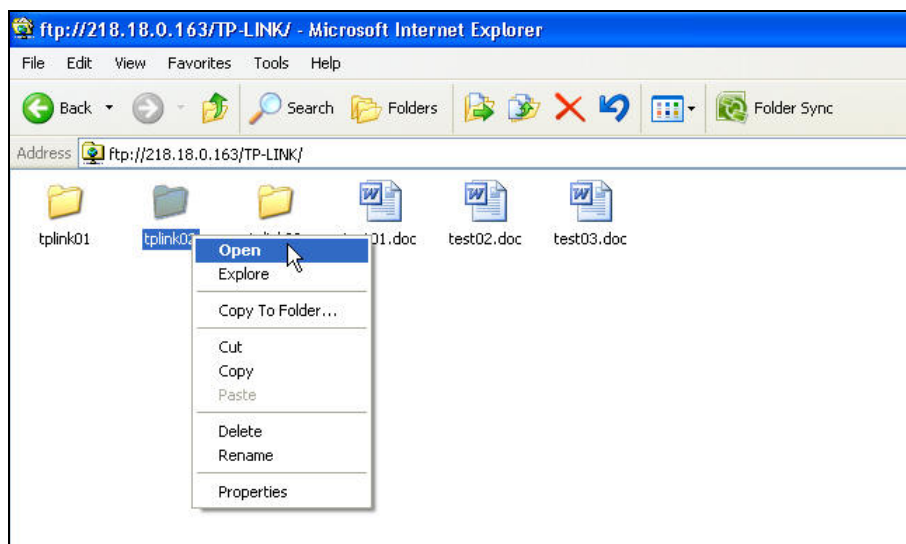 ftp://218.18.0.163/TP-LINK/ - Microsoft Internet Explorer
File Edit View Favorites Tools Help
Back Search Folders Folder Sync
Address ftp://218.18.0.163/TP-LINK/
tplink01 tplink02 test02.doc test03.doc
Open
Explore
Copy To Folder...
Cut
Copy
Paste
Delete
Rename
Properties